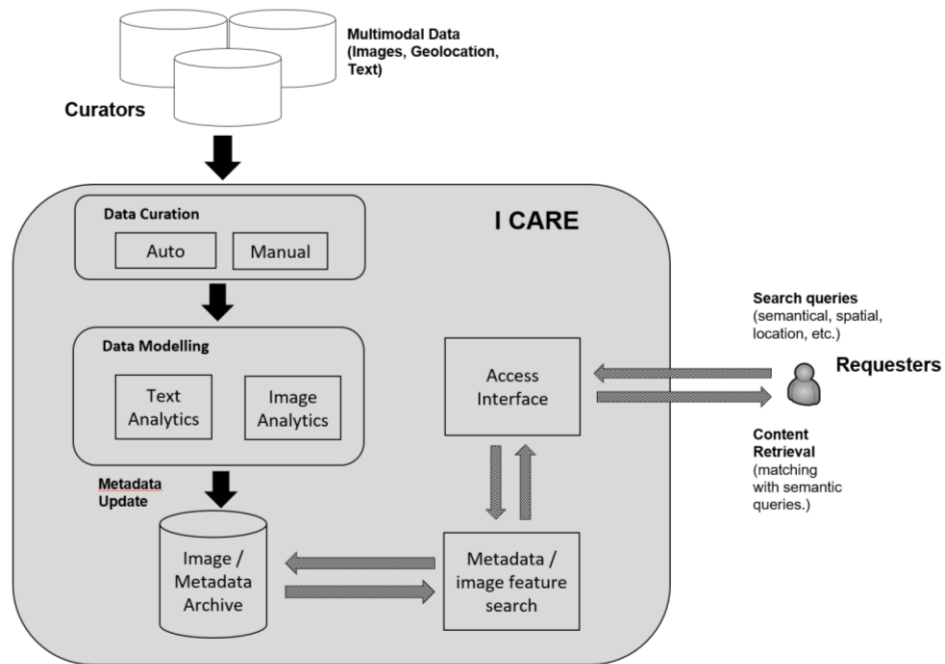 Multimodal Data
(Images, Geolocation,
Text)
Curators
I CARE
Data Curation
Auto
Manual
Data Modelling
Text
Analytics
Image
Analytics
Metadata
Update
Image /
Metadata
Archive
Access
Interface
Metadata /
image feature
search
Search queries
(semantical, spatial,
location, etc.)
Requesters
Content
Retrieval
(matching
with semantic
queries.)